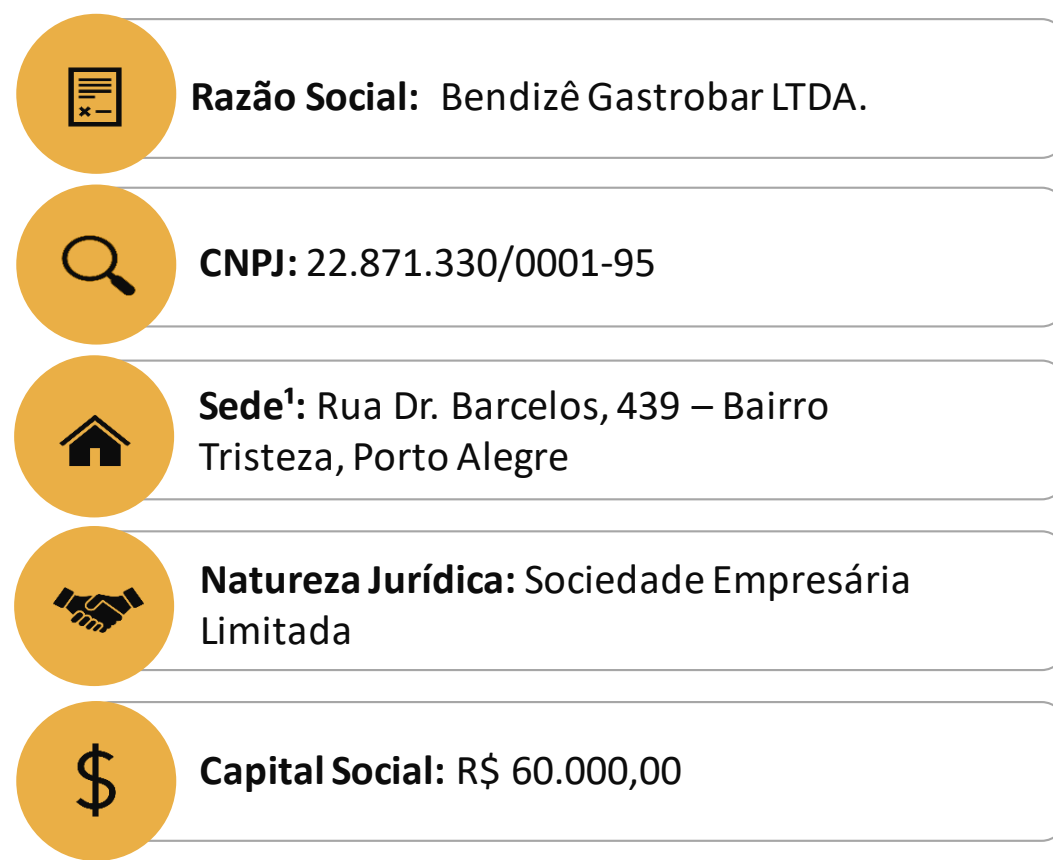 Razão Social: Bendizê Gastrobar LTDA.
CNPJ: 22.871.330/0001-95
Sede¹: Rua Dr. Barcelos, 439 – Bairro
Tristeza, Porto Alegre
Natureza Jurídica: Sociedade Empresária
Limitada
$
Capital Social: R$ 60.000,00